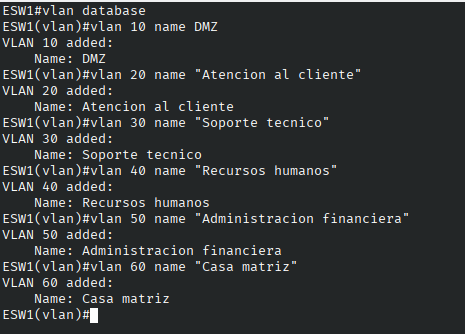 ESW1#vlan database
ESW1(vlan)#vlan 10 name DMZ
VLAN 10 added:
    Name: DMZ
ESW1(vlan)#vlan 20 name "Atencion al cliente"
VLAN 20 added:
    Name: Atencion al cliente
ESW1(vlan)#vlan 30 name "Soporte tecnico"
VLAN 30 added:
    Name: Soporte tecnico
ESW1(vlan)#vlan 40 name "Recursos humanos"
VLAN 40 added:
    Name: Recursos humanos
ESW1(vlan)#vlan 50 name "Administracion financiera"
VLAN 50 added:
    Name: Administracion financiera
ESW1(vlan)#vlan 60 name "Casa matriz"
VLAN 60 added:
    Name: Casa matriz
ESW1(vlan)#